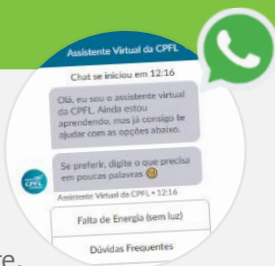 Assistente Virtual da CPFL
Chat se iniciou em 12:16
Olá, eu sou o assistente virtual
da CPFL. Ainda estou
aprendendo, mas já consigo te
ajudar com as opções abaixo.
Se preferir, digite o que precisa
em poucas palavras
CPFL
Assistente Virtual da CPFL • 12:16
Falta de Energia (sem luz)
Dúvidas Frequentes
re.